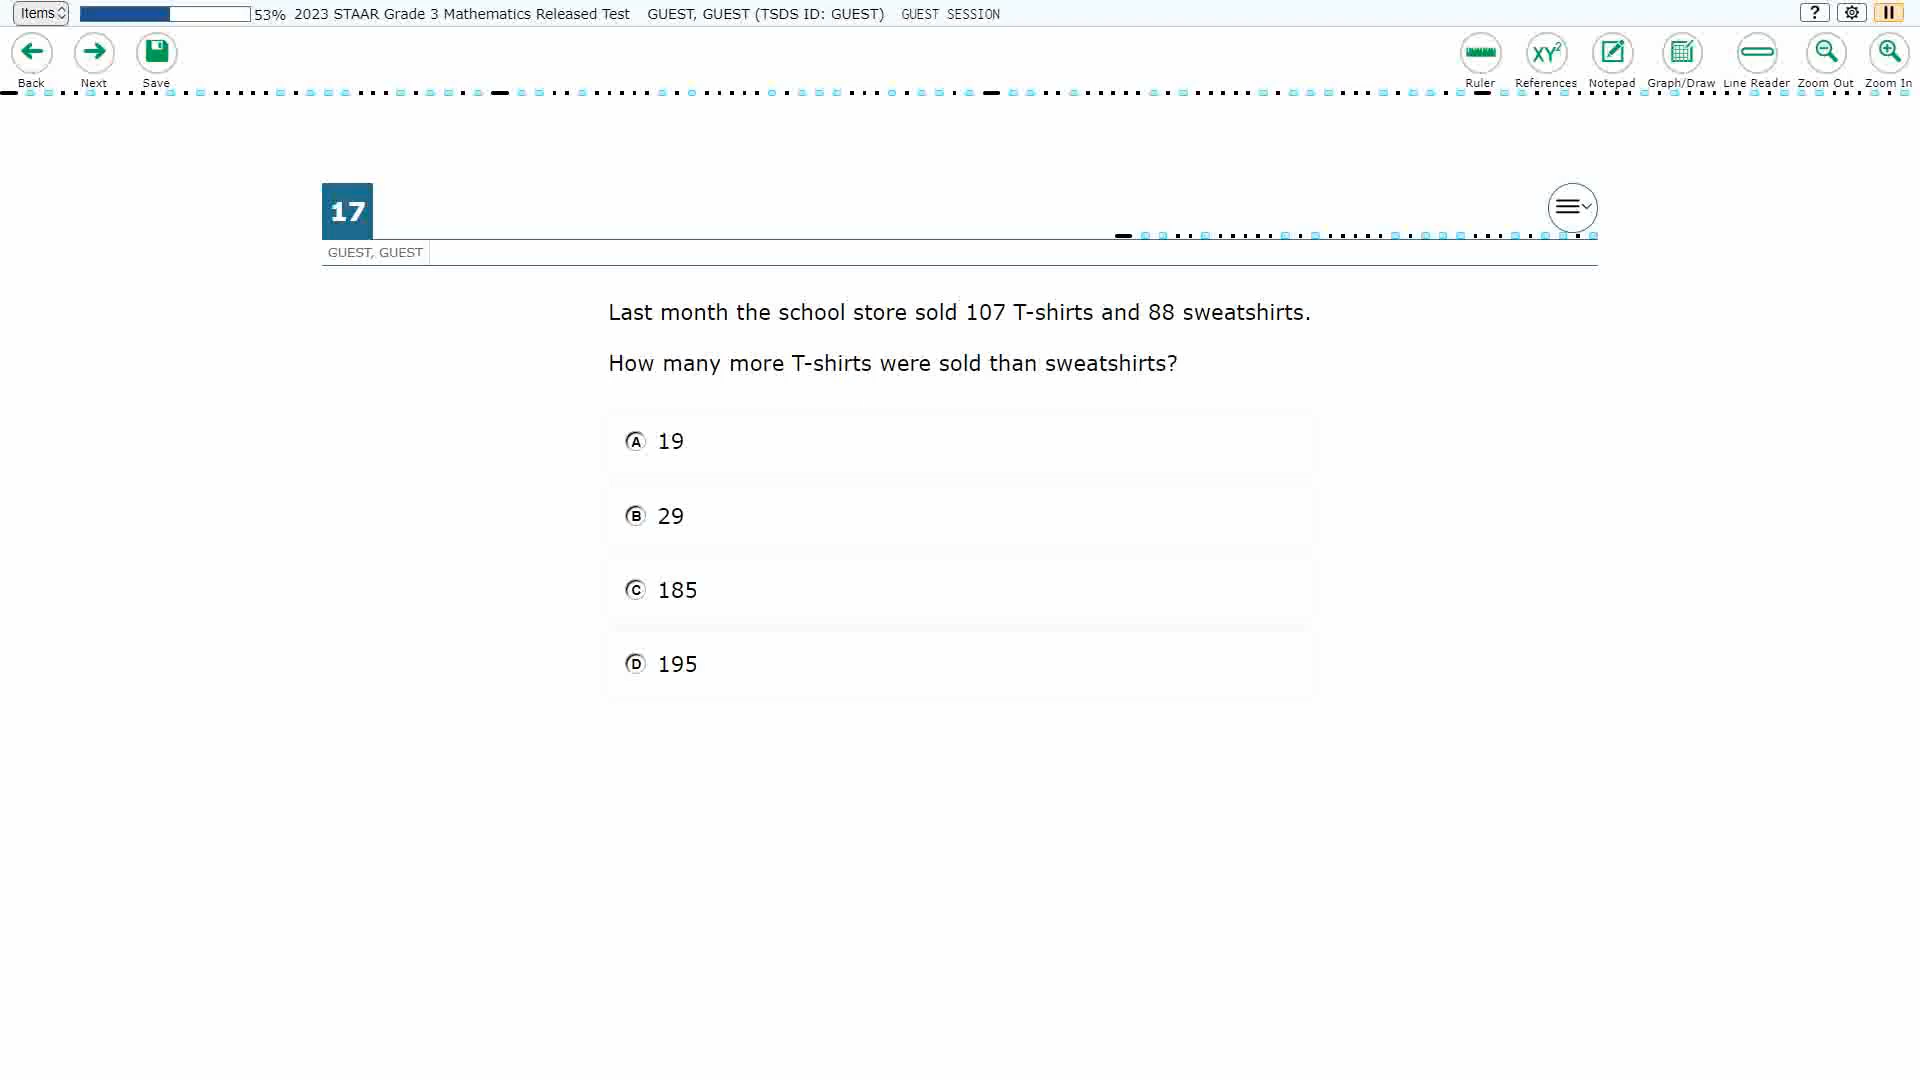 Items 53% 2023 STAAR Grade 3 Mathematics Released Test GUEST, GUEST (TSDS ID: GUEST) GUEST SESSION ?
XY²
Back Next Save Ruler References Notepad Graph/Draw Line Reader Zoom Out Zoom In
17
GUEST, GUEST
Last month the school store sold 107 T-shirts and 88 sweatshirts.
How many more T-shirts were sold than sweatshirts?
A 19
B 29
C 185
D 195